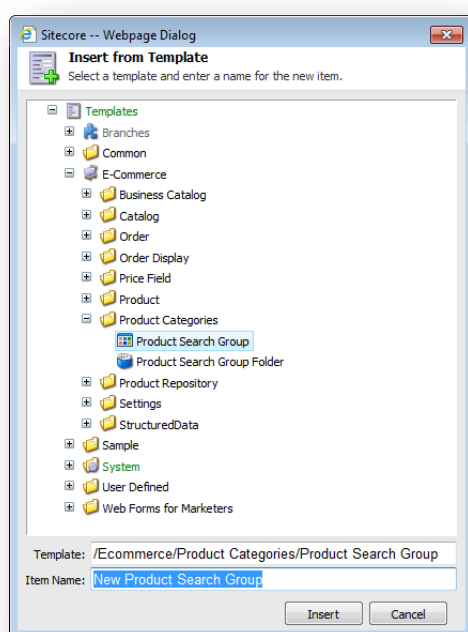 Sitecore -- Webpage Dialog
Insert from Template
Select a template and enter a name for the new item.
Templates
Branches
Common
E-Commerce
Business Catalog
Catalog
Order
Order Display
Price Field
Product
Product Categories
Product Search Group
Product Search Group Folder
Product Repository
Settings
StructuredData
Sample
System
User Defined
Web Forms for Marketers
Template: /Ecommerce/Product Categories/Product Search Group
Item Name: New Product Search Group
Insert Cancel